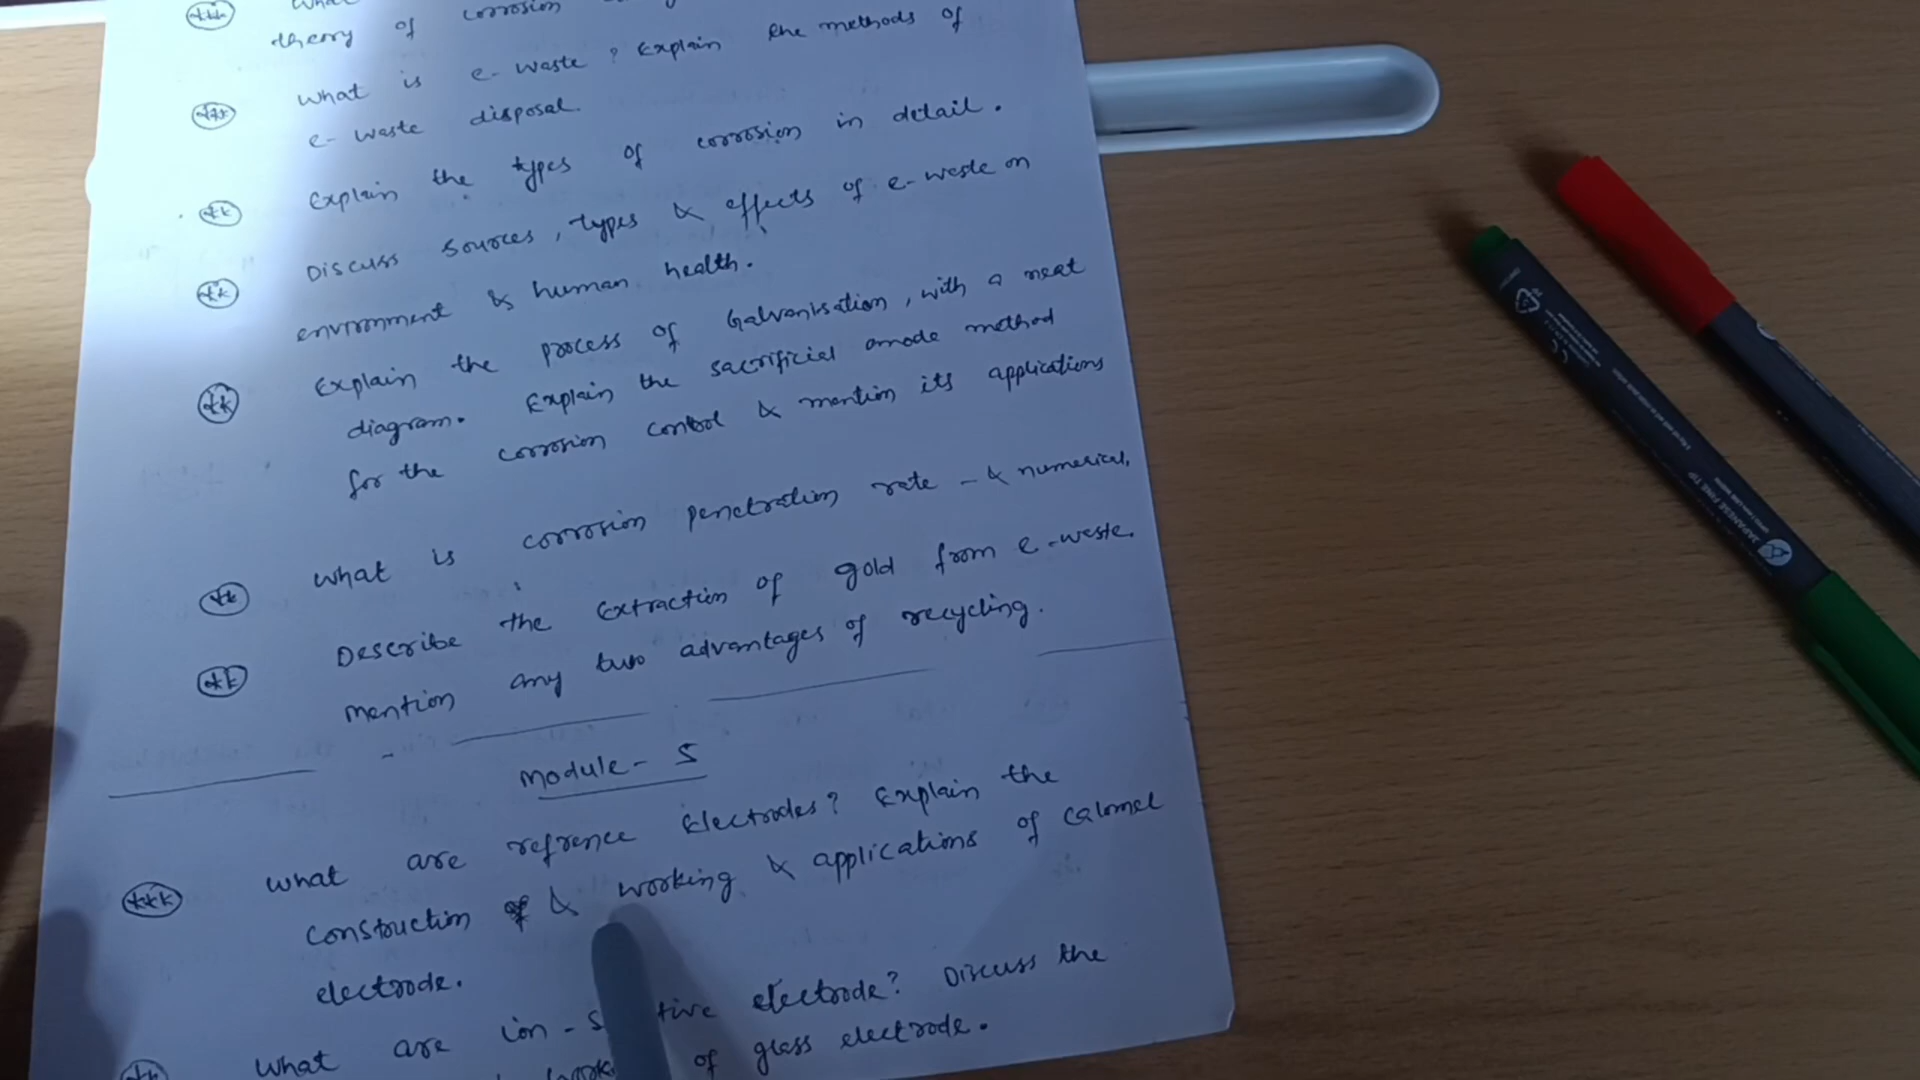 *** What
theory of corrosion
*** What is e-waste? Explain the methods of
e-waste disposal.
** Explain the types of corrosion in detail.
** Discuss sources, types & effects of e-waste on
environment & human health.
** Explain the process of Galvanisation, with a neat
diagram. Explain the sacrificial anode method
for the corrosion control & mention its applications
** What is corrosion penetration rate - & numerical.
** Describe the Extraction of gold from e-waste.
mention any two advantages of recycling.
Module-5
*** What are refrence Electrodes? Explain the
construction & working & applications of calomel
electrode.
** What are ion- electrode? Discuss the
of glass electrode.
JAPANESE FINE TIP